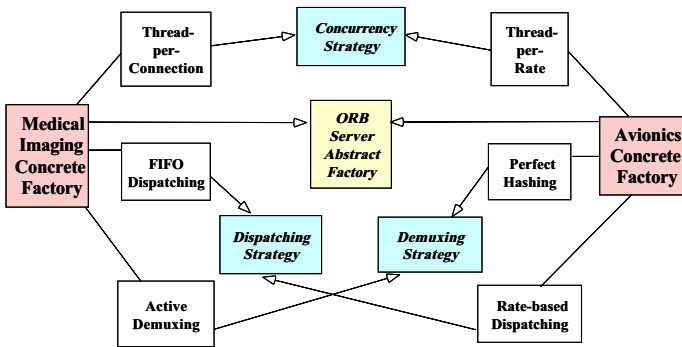 Thread-
per-
Connection
Concurrency
Strategy
Thread-
per-
Rate
Medical
Imaging
Concrete
Factory
ORB
Server
Abstract
Factory
Avionics
Concrete
Factory
FIFO
Dispatching
Perfect
Hashing
Dispatching
Strategy
Demuxing
Strategy
Active
Demuxing
Rate-based
Dispatching